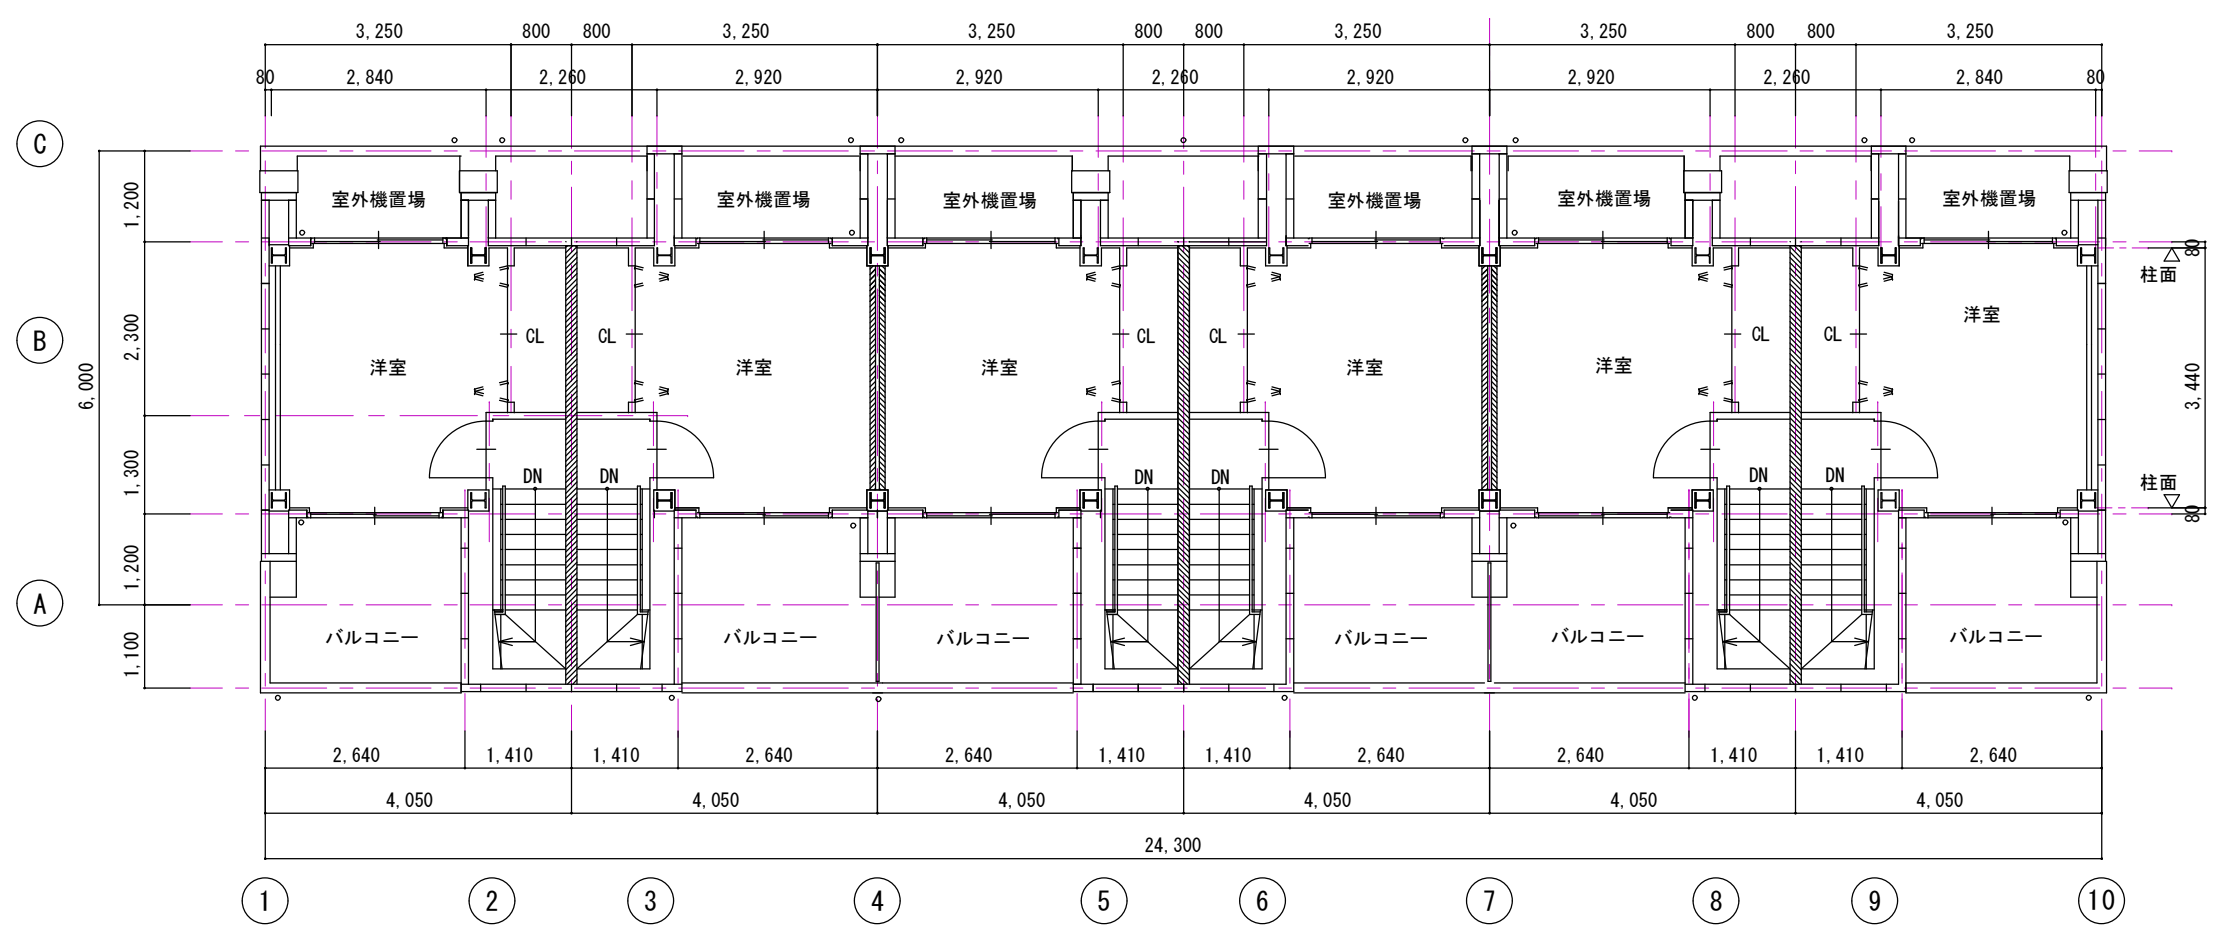 3,250 800 800 3,250 3,250 800 800 3,250 3,250 800 800 3,250
80 2,840 2,260 2,920 2,920 2,260 2,920 2,920 2,260 2,840 80
C
1,200
室外機置場 室外機置場 室外機置場 室外機置場 室外機置場 室外機置場
80
柱面
B
2,300
6,000
CL CL CL CL CL CL
洋室 洋室 洋室 洋室 洋室 洋室
3,440
1,300
DN DN DN DN DN DN
柱面
80
1,200
A
1,100
バルコニー バルコニー バルコニー バルコニー バルコニー バルコニー
2,640 1,410 1,410 2,640 2,640 1,410 1,410 2,640 2,640 1,410 1,410 2,640
4,050 4,050 4,050 4,050 4,050 4,050
24,300
1 2 3 4 5 6 7 8 9 10